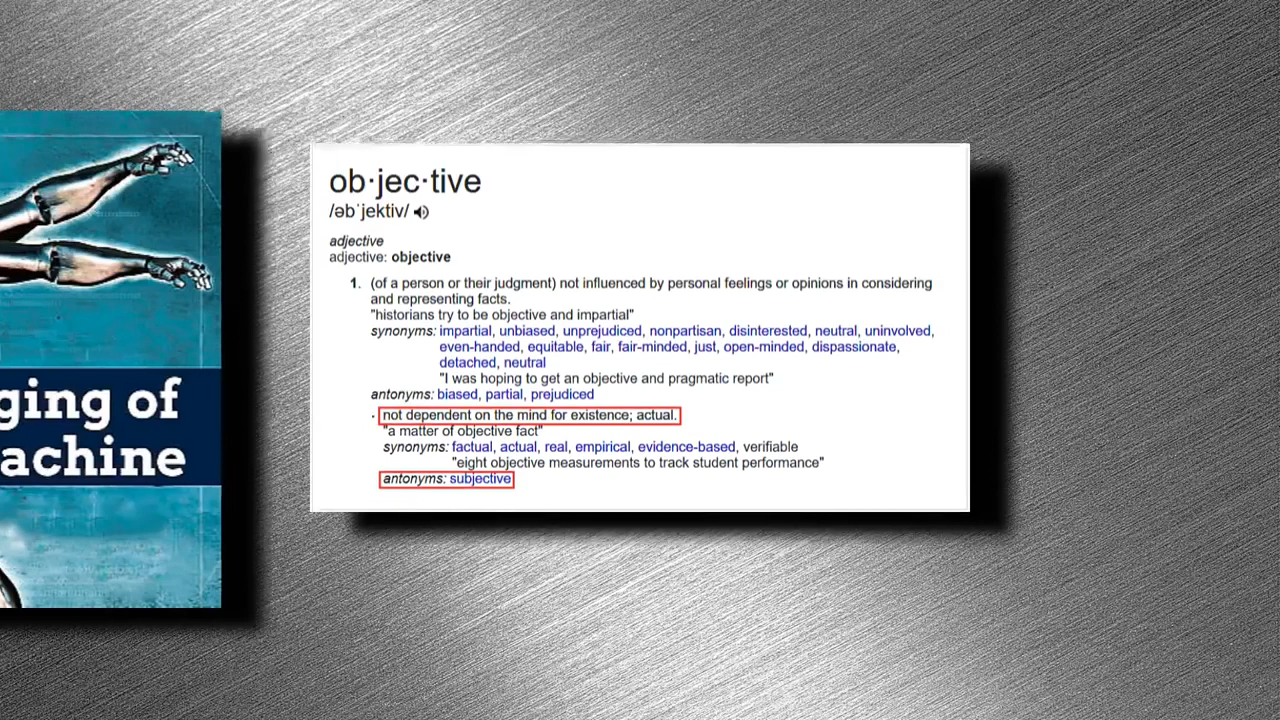 ging of
achine
ob·jec·tive
/əbˈjektiv/
adjective
adjective: objective
1. (of a person or their judgment) not influenced by personal feelings or opinions in considering
and representing facts.
"historians try to be objective and impartial"
synonyms: impartial, unbiased, unprejudiced, nonpartisan, disinterested, neutral, uninvolved,
even-handed, equitable, fair, fair-minded, just, open-minded, dispassionate,
detached, neutral
"I was hoping to get an objective and pragmatic report"
antonyms: biased, partial, prejudiced
· not dependent on the mind for existence; actual.
"a matter of objective fact"
synonyms: factual, actual, real, empirical, evidence-based, verifiable
"eight objective measurements to track student performance"
antonyms: subjective